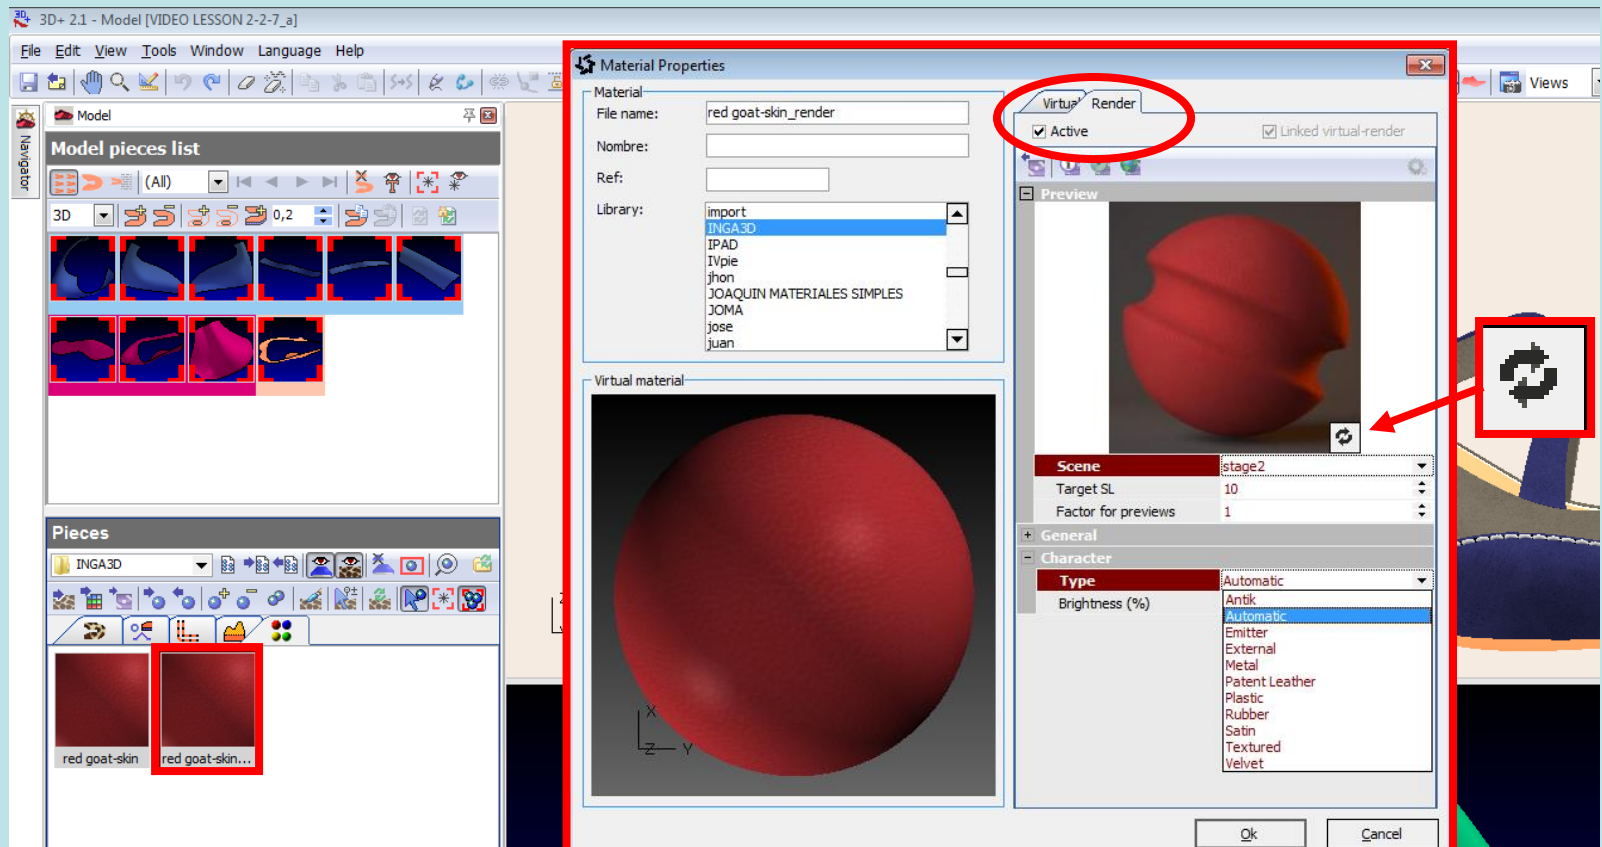 3D+ 2.1 - Model [VIDEO LESSON 2-2-7_a]
File Edit View Tools Window Language Help
Views
Navigator
Model
Model pieces list
(All)
3D
0,2
Pieces
INGA3D
red goat-skin
red goat-skin...
Material Properties
Material
File name: red goat-skin_render
Nombre:
Ref:
Library:
import
INGA3D
IPAD
IVpie
jhon
JOAQUIN MATERIALES SIMPLES
JOMA
jose
juan
Virtual material
X
Z Y
Virtual Render
Active Linked virtual-render
Preview
Scene stage2
Target SL 10
Factor for previews 1
General
Character
Type Automatic
Brightness (%)
Antik
Automatic
Emitter
External
Metal
Patent Leather
Plastic
Rubber
Satin
Textured
Velvet
Ok Cancel